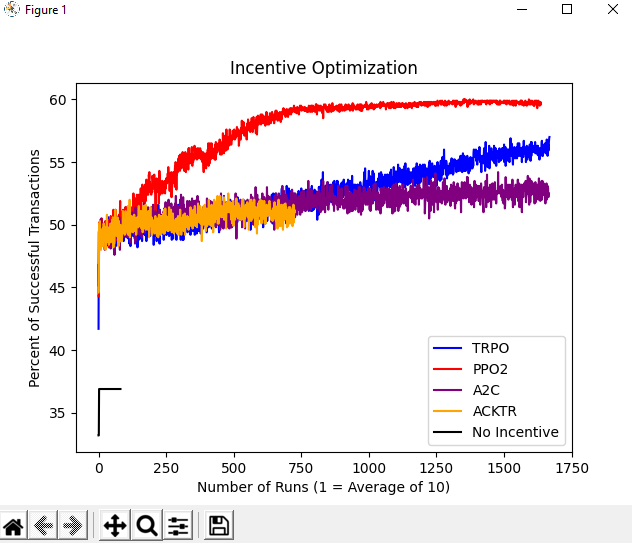 Figure 1
Incentive Optimization
Percent of Successful Transactions
60
55
50
45
40
35
TRPO
PPO2
A2C
ACKTR
No Incentive
0 250 500 750 1000 1250 1500 1750
Number of Runs (1 = Average of 10)